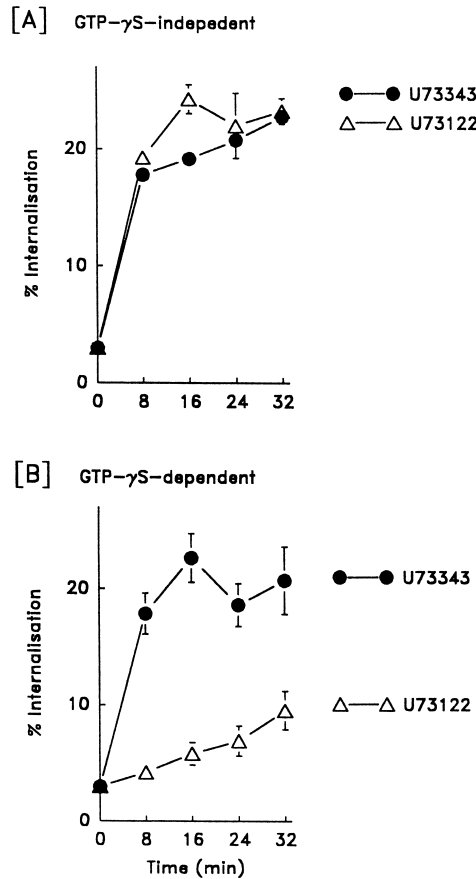 [A] GTP-γS-indepedent
U73343
U73122
% Internalisation
20
10
0
0 8 16 24 32
[B] GTP-γS-dependent
U73343
U73122
% Internalisation
20
10
0
0 8 16 24 32
Time (min)